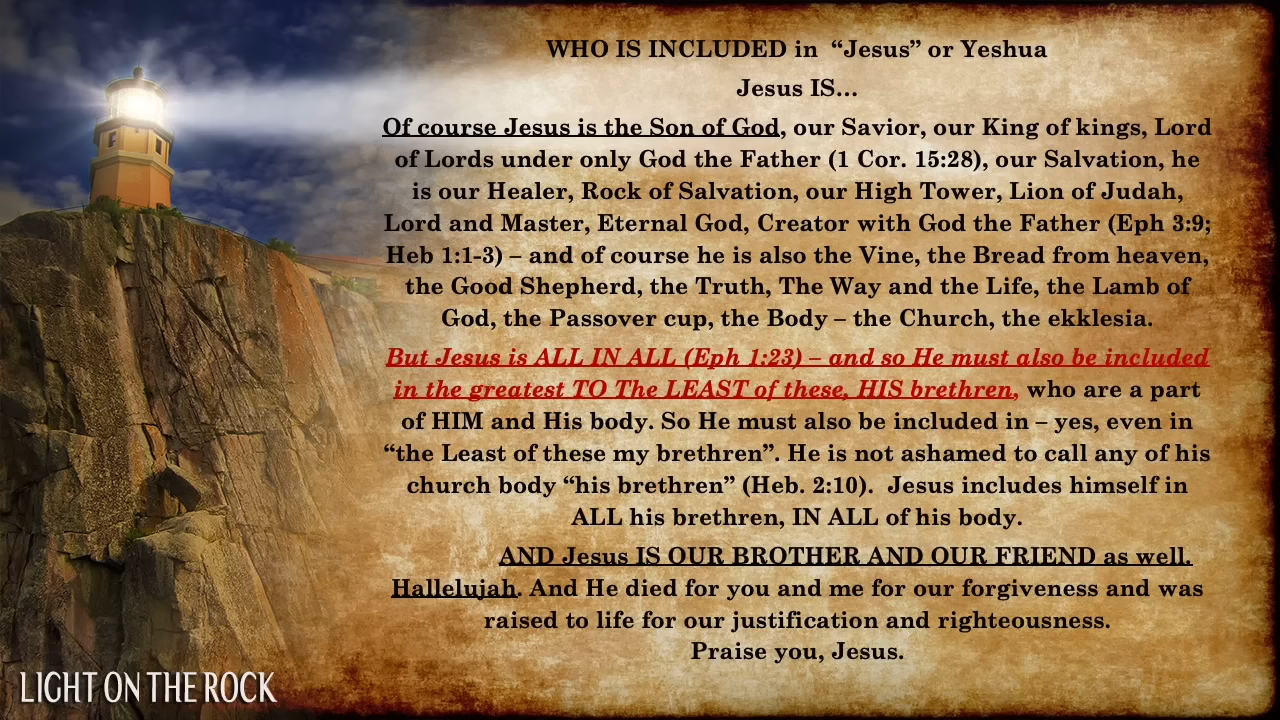 WHO IS INCLUDED in  “Jesus” or Yeshua
Jesus IS…
Of course Jesus is the Son of God, our Savior, our King of kings, Lord
of Lords under only God the Father (1 Cor. 15:28), our Salvation, he
is our Healer, Rock of Salvation, our High Tower, Lion of Judah,
Lord and Master, Eternal God, Creator with God the Father (Eph 3:9;
Heb 1:1-3) – and of course he is also the Vine, the Bread from heaven,
the Good Shepherd, the Truth, The Way and the Life, the Lamb of
God, the Passover cup, the Body – the Church, the ekklesia.
But Jesus is ALL IN ALL (Eph 1:23) – and so He must also be included
in the greatest TO The LEAST of these, HIS brethren, who are a part
of HIM and His body. So He must also be included in – yes, even in
“the Least of these my brethren”. He is not ashamed to call any of his
church body “his brethren” (Heb. 2:10).  Jesus includes himself in
ALL his brethren, IN ALL of his body.
AND Jesus IS OUR BROTHER AND OUR FRIEND as well.
Hallelujah. And He died for you and me for our forgiveness and was
raised to life for our justification and righteousness.
Praise you, Jesus.
LIGHT ON THE ROCK